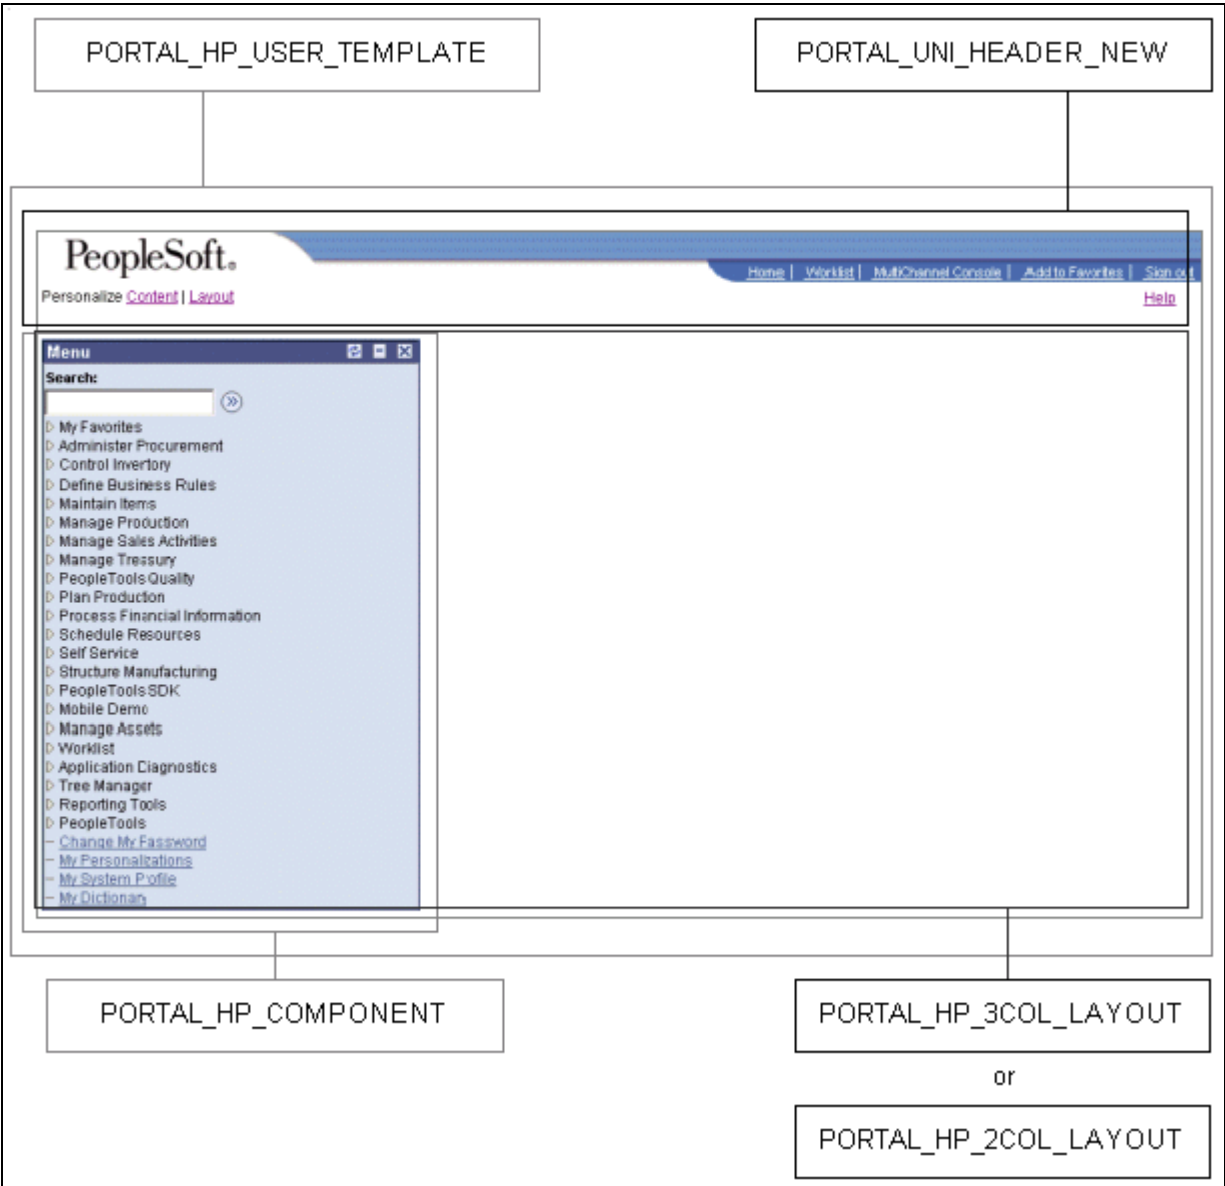 PORTAL_HP_USER_TEMPLATE
PORTAL_UNI_HEADER_NEW
PeopleSoft.
Home | Worklist | MultiChannel Console | Add to Favorites | Sign out
Personalize Content | Layout
Help
Menu
Search:
My Favorites
Administer Procurement
Control Inventory
Define Business Rules
Maintain Items
Manage Production
Manage Sales Activities
Manage Treasury
PeopleTools Quality
Plan Production
Process Financial Information
Schedule Resources
Self Service
Structure Manufacturing
PeopleTools SDK
Mobile Demo
Manage Assets
Worklist
Application Diagnostics
Tree Manager
Reporting Tools
PeopleTools
Change My Password
My Personalizations
My System Profile
My Dictionary
PORTAL_HP_COMPONENT
PORTAL_HP_3COL_LAYOUT
or
PORTAL_HP_2COL_LAYOUT